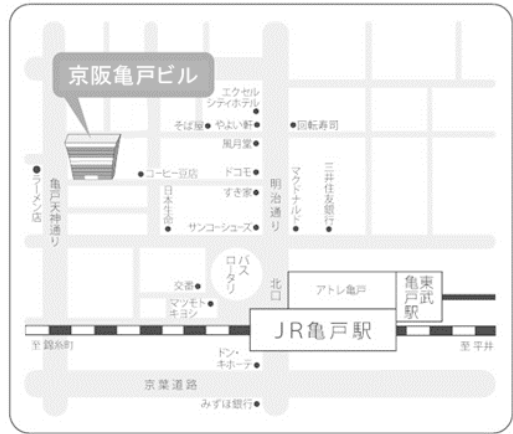 京阪亀戸ビル
エクセル
シティホテル
そば屋
やよい軒
回転寿司
風月堂
ラーメン店
亀戸天神通り
コーヒー豆店
日本生命
ドコモ
すき家
サンコーシューズ
明治通り
マクドナルド
三井住友銀行
バス
ロータリー
北口
交番
マツモト
キヨシ
アトレ亀戸
東武
亀戸駅
JR亀戸駅
至錦糸町
至平井
ドン・
キホーテ
京葉道路
みずほ銀行